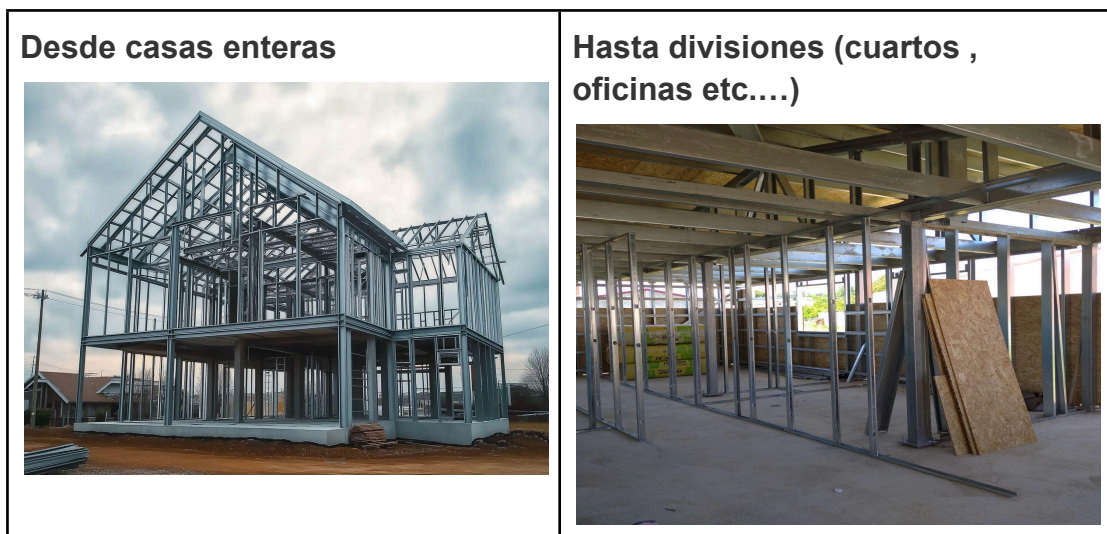 Desde casas enteras
Hasta divisiones (cuartos ,
oficinas etc.…)